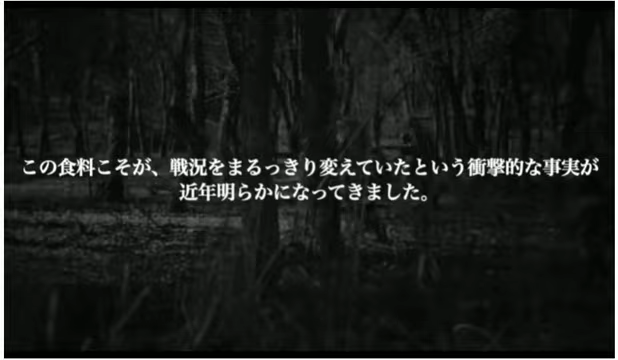 この食料こそが、戦況をまるっきり変えていたという衝撃的な事実が
近年明らかになってきました。